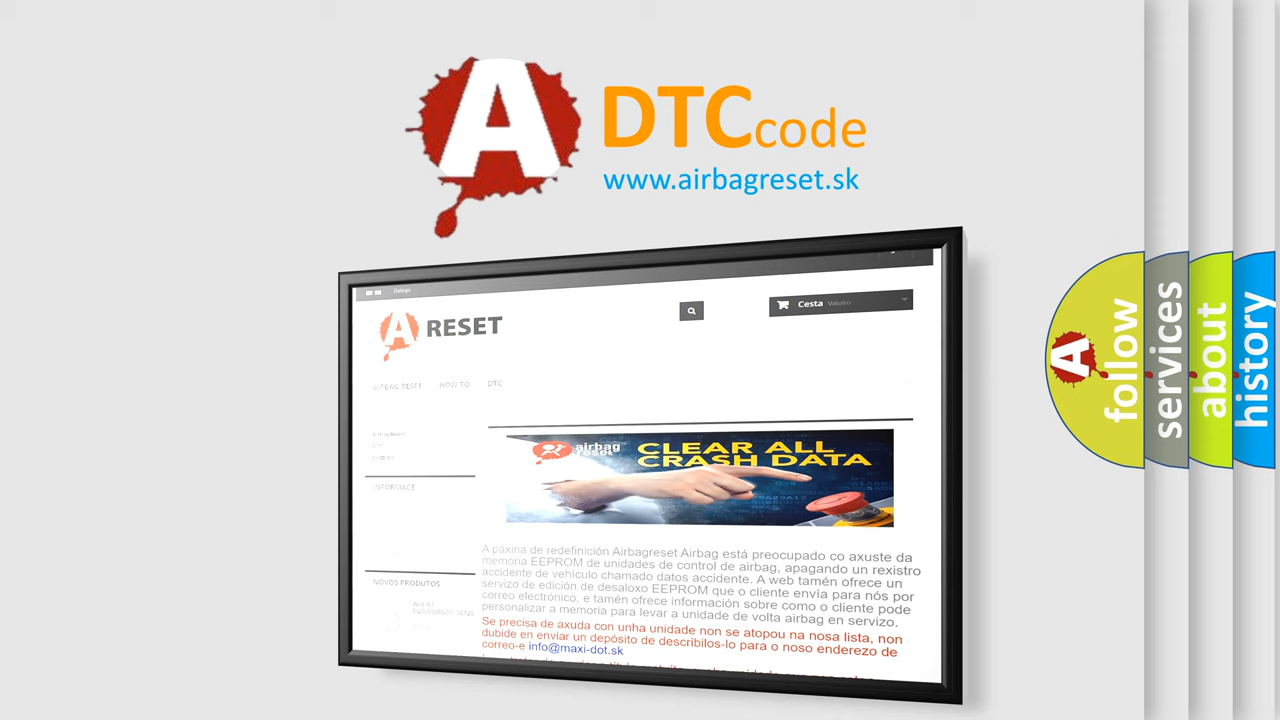 A
DTC code
www.airbagreset.sk
Galego
A RESET
Cesta Valeiro
AIRBAG RESET HOW TO DTC
INFORMACE
NOVOS PRODUTOS
airbag
reset
CLEAR ALL
CRASH DATA
A páxina de redefinición Airbagreset Airbag está preocupado co axuste da
memoria EEPROM de unidades de control de airbag, apagando un rexistro
accidente de vehículo chamado datos accidente. A web tamén ofrece un
servizo de edición de desaloxo EEPROM que o cliente envía para nós por
correo electrónico, e tamén ofrece información sobre como o cliente pode
personalizar a memoria para levar a unidade de volta airbag en servizo.
Se precisa de axuda con unha unidade non se atopou na nosa lista, non
dubide en enviar un depósito de describilos-lo para o noso enderezo de
correo-e info@maxi-dot.sk
A
follow
services
about
history